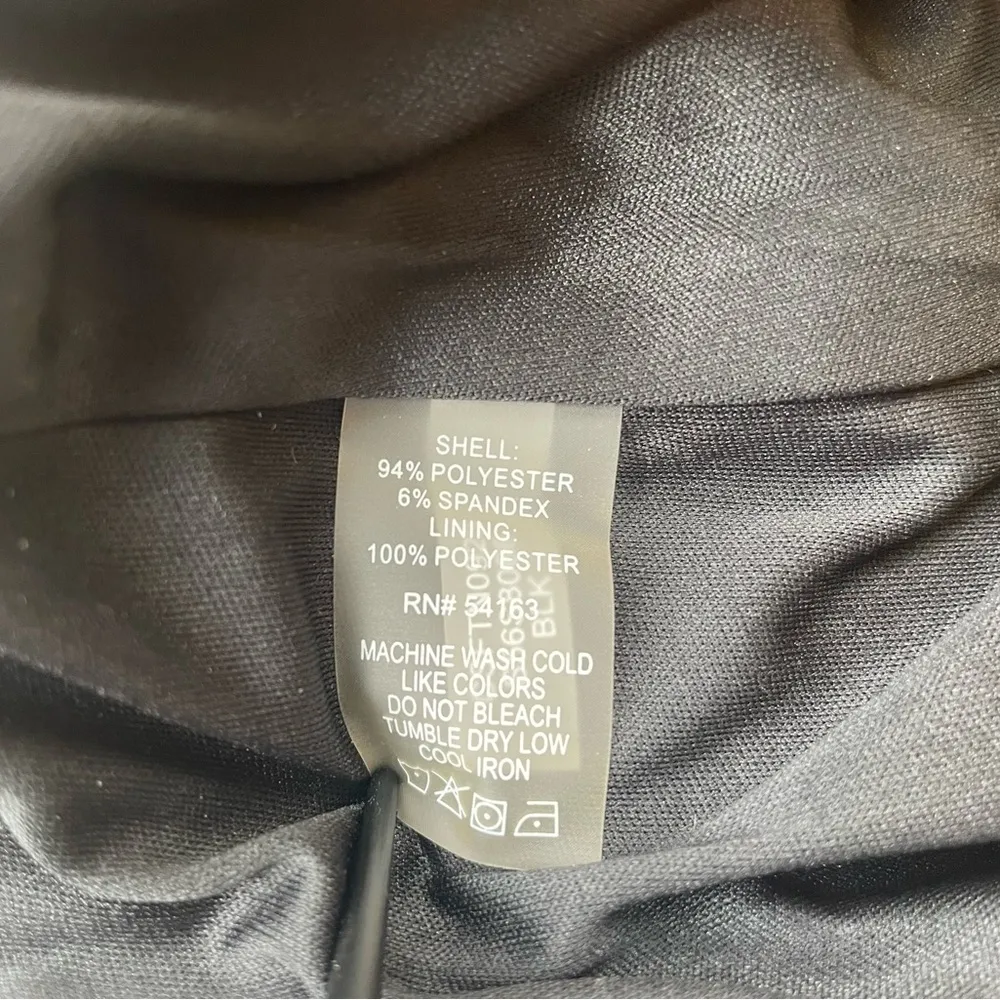 SHELL:
94% POLYESTER
6% SPANDEX
LINING:
100% POLYESTER
RN# 54163
MACHINE WASH COLD
LIKE COLORS
DO NOT BLEACH
TUMBLE DRY LOW
COOL IRON
BLK